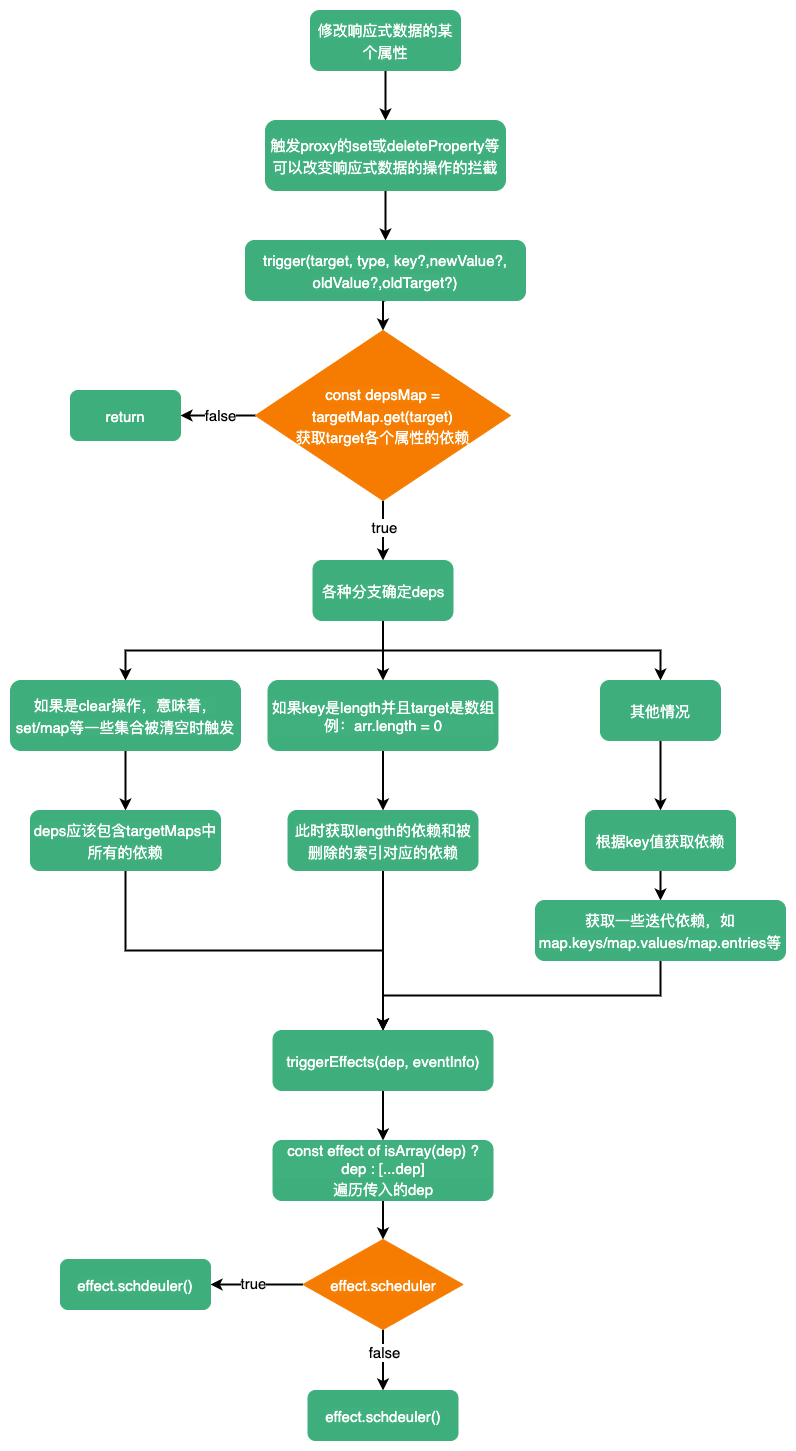 修改响应式数据的某
个属性
触发proxy的set或deleteProperty等
可以改变响应式数据的操作的拦截
trigger(target, type, key?,newValue?,
oldValue?,oldTarget?)
const depsMap =
targetMap.get(target)
获取target各个属性的依赖
false
return
true
各种分支确定deps
如果是clear操作，意味着，
set/map等一些集合被清空时触发
如果key是length并且target是数组
例：arr.length = 0
其他情况
deps应该包含targetMaps中
所有的依赖
此时获取length的依赖和被
删除的索引对应的依赖
根据key值获取依赖
获取一些迭代依赖，如
map.keys/map.values/map.entries等
triggerEffects(dep, eventInfo)
const effect of isArray(dep) ?
dep : [...dep]
遍历传入的dep
effect.scheduler
true
effect.schdeuler()
false
effect.schdeuler()